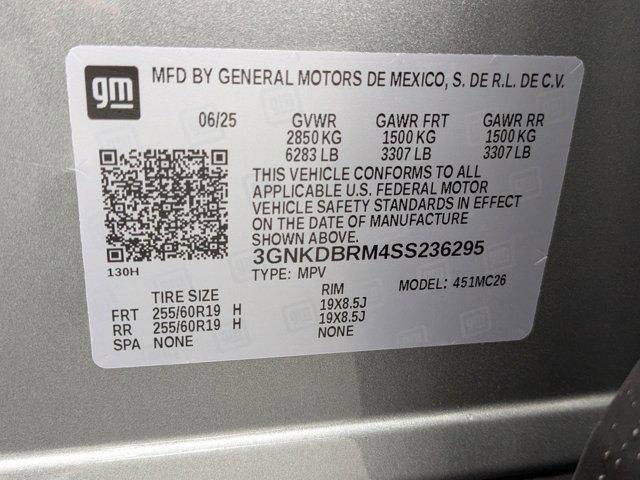 gm MFD BY GENERAL MOTORS DE MEXICO, S. DE R.L. DE C.V.
06/25 GVWR GAWR FRT GAWR RR
2850 KG 1500 KG 1500 KG
6283 LB 3307 LB 3307 LB
THIS VEHICLE CONFORMS TO ALL
APPLICABLE U.S. FEDERAL MOTOR
VEHICLE SAFETY STANDARDS IN EFFECT
ON THE DATE OF MANUFACTURE
SHOWN ABOVE.
130H 3GNKDBRM4SS236295
TYPE: MPV MODEL: 451MC26
TIRE SIZE RIM
FRT 255/60R19 H 19X8.5J
RR 255/60R19 H 19X8.5J
SPA NONE NONE